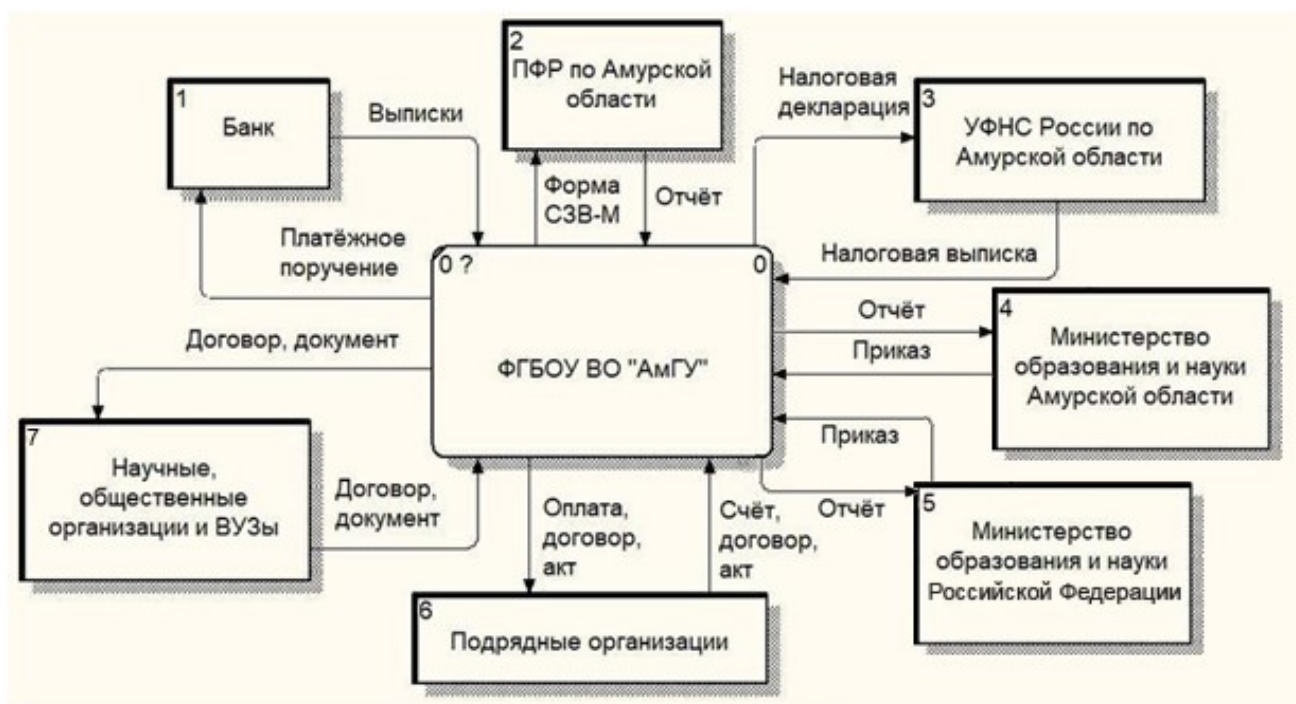 1
Банк
Выписки
Платёжное
поручение
2
ПФР по Амурской
области
Форма
СЗВ-М
Отчёт
Налоговая
декларация
3
УФНС России по
Амурской области
Налоговая выписка
0 ?
0
ФГБОУ ВО "АмГУ"
Отчёт
Приказ
4
Министерство
образования и науки
Амурской области
Приказ
Отчёт
5
Министерство
образования и науки
Российской Федерации
Договор, документ
7
Научные,
общественные
организации и ВУЗы
Договор,
документ
Оплата,
договор,
акт
Счёт,
договор,
акт
6
Подрядные организации